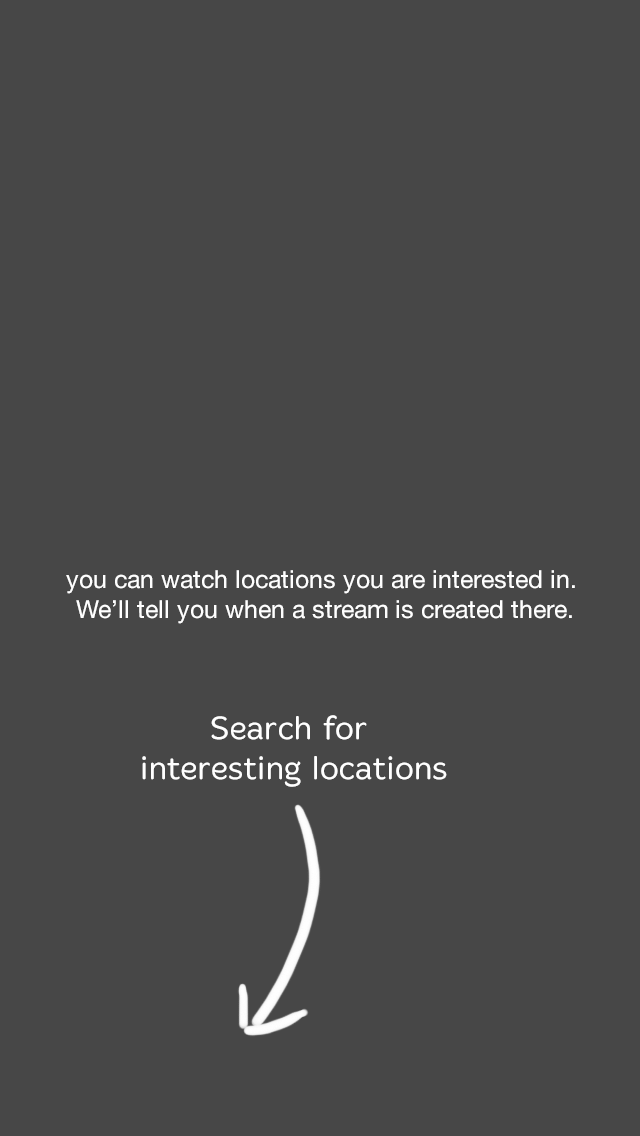 you can watch locations you are interested in.
We’ll tell you when a stream is created there.
Search for
interesting locations